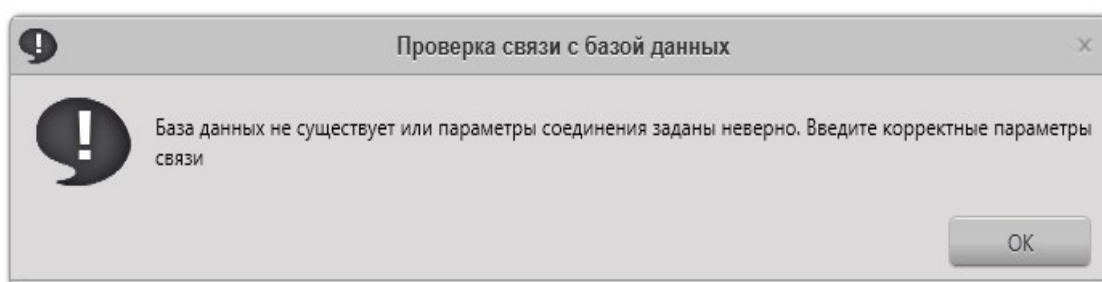 Проверка связи с базой данных
База данных не существует или параметры соединения заданы неверно. Введите корректные параметры
связи
OK